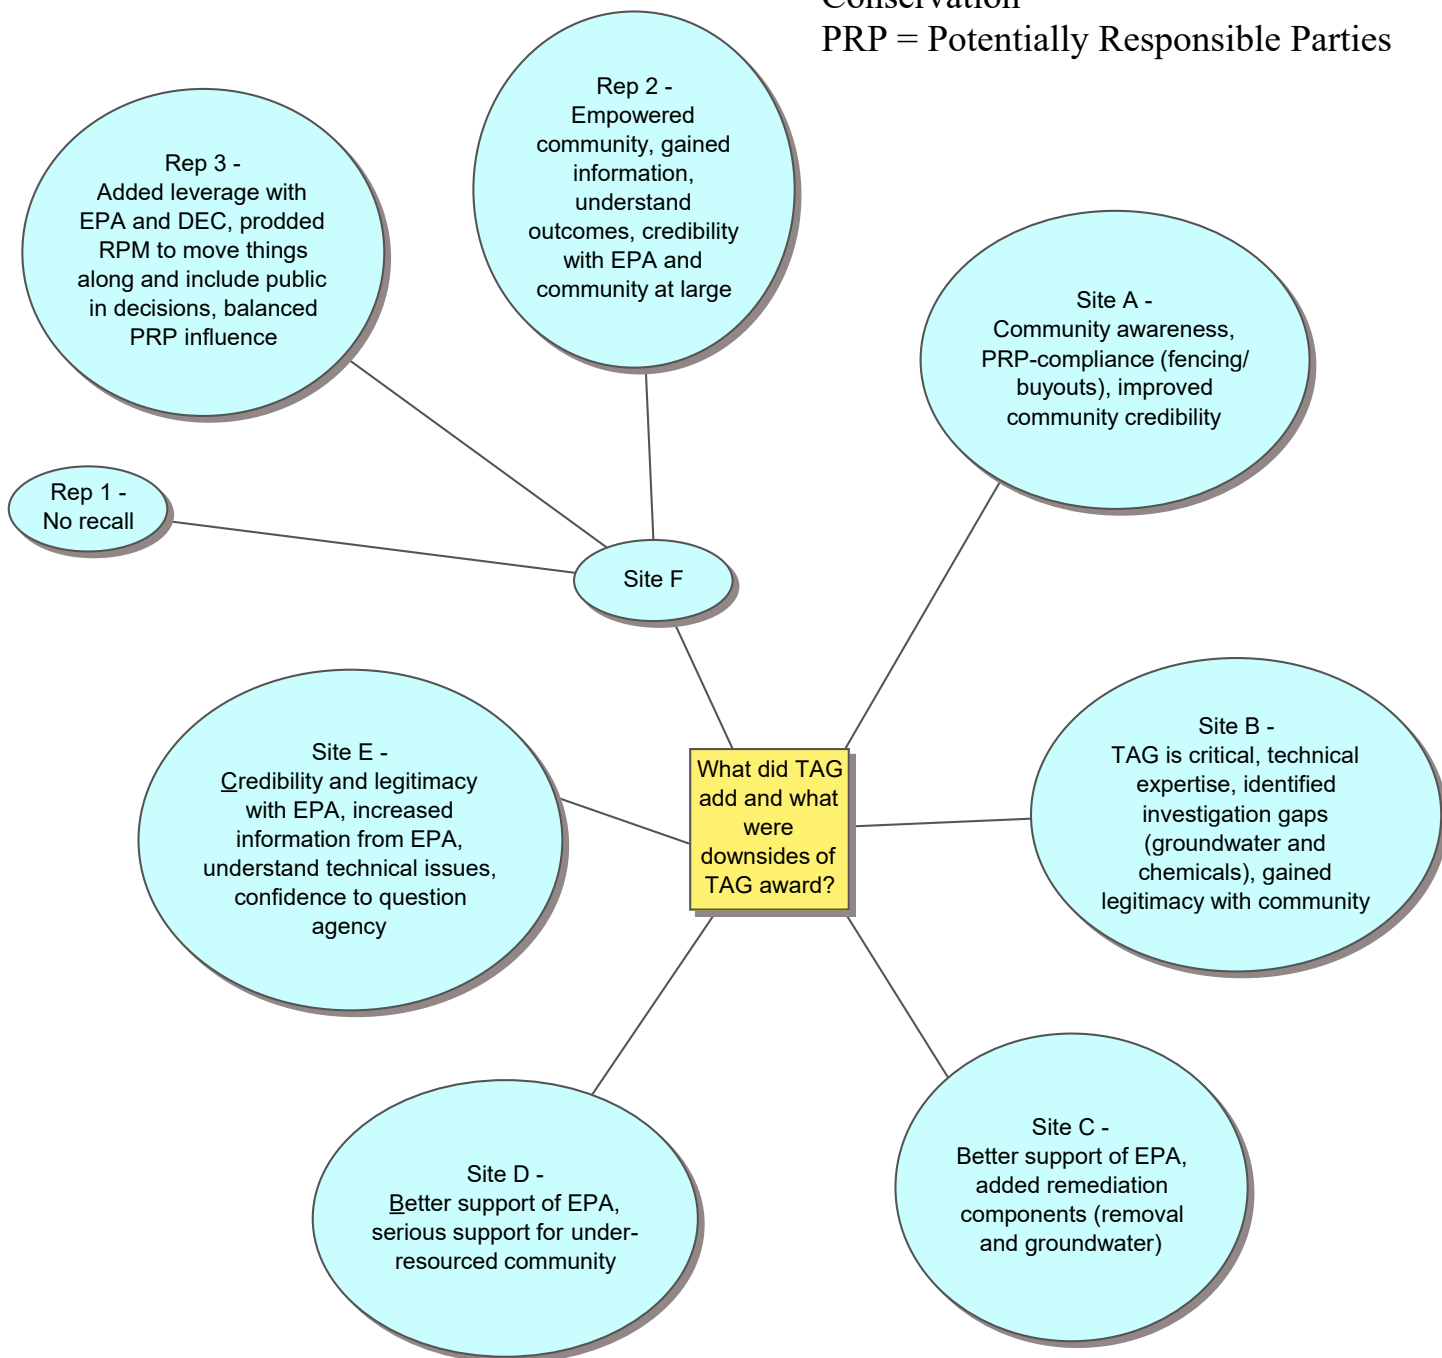 Conservation
PRP = Potentially Responsible Parties
Rep 2 -
Empowered
community, gained
information,
understand
outcomes, credibility
with EPA and
community at large
Rep 3 -
Added leverage with
EPA and DEC, prodded
RPM to move things
along and include public
in decisions, balanced
PRP influence
Site A -
Community awareness,
PRP-compliance (fencing/
buyouts), improved
community credibility
Rep 1 -
No recall
Site F
Site E -
Credibility and legitimacy
with EPA, increased
information from EPA,
understand technical issues,
confidence to question
agency
What did TAG
add and what
were
downsides of
TAG award?
Site B -
TAG is critical, technical
expertise, identified
investigation gaps
(groundwater and
chemicals), gained
legitimacy with community
Site D -
Better support of EPA,
serious support for under-
resourced community
Site C -
Better support of EPA,
added remediation
components (removal
and groundwater)